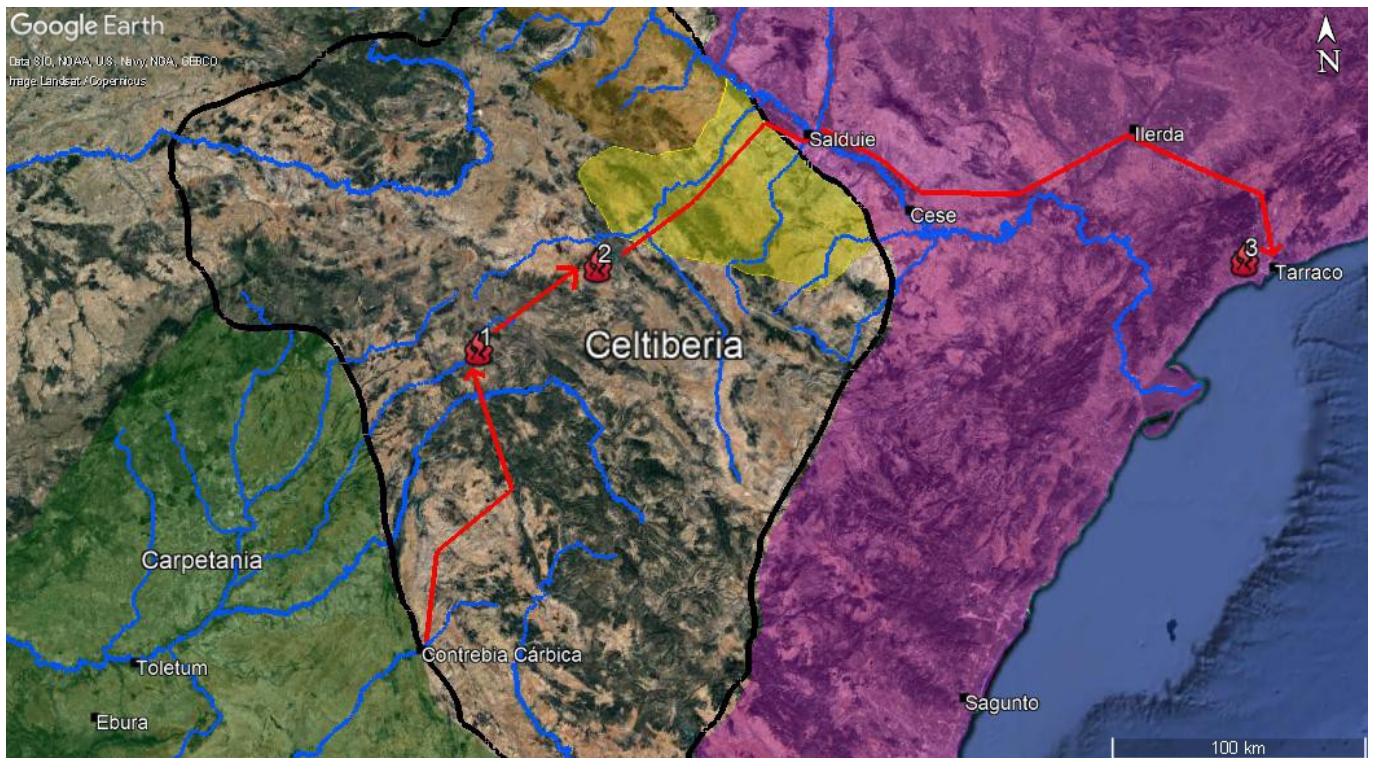 Google Earth
Data SIO, NOAA, U.S. Navy, NGA, GEBCO
Image Landsat / Copernicus
N
Salduie
Ilerda
Cese
2
3
Tarraco
1
Celtiberia
Carpetania
Contrebia Cárbica
Toletum
Sagunto
Ebura
100 km